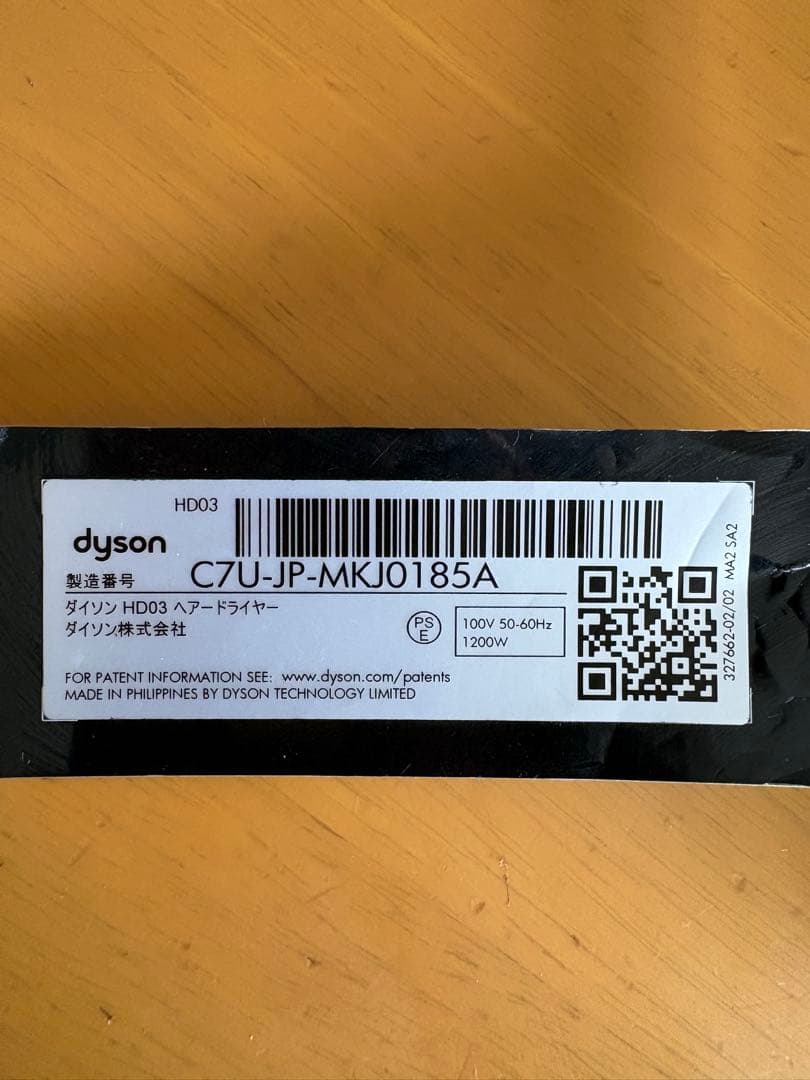 HD03
dyson
製造番号 C7U-JP-MKJ0185A
ダイソン HD03 ヘアードライヤー
ダイソン株式会社
PS
E
100V 50-60Hz
1200W
FOR PATENT INFORMATION SEE: www.dyson.com/patents
MADE IN PHILIPPINES BY DYSON TECHNOLOGY LIMITED
327662-02/02 MA2 SA2